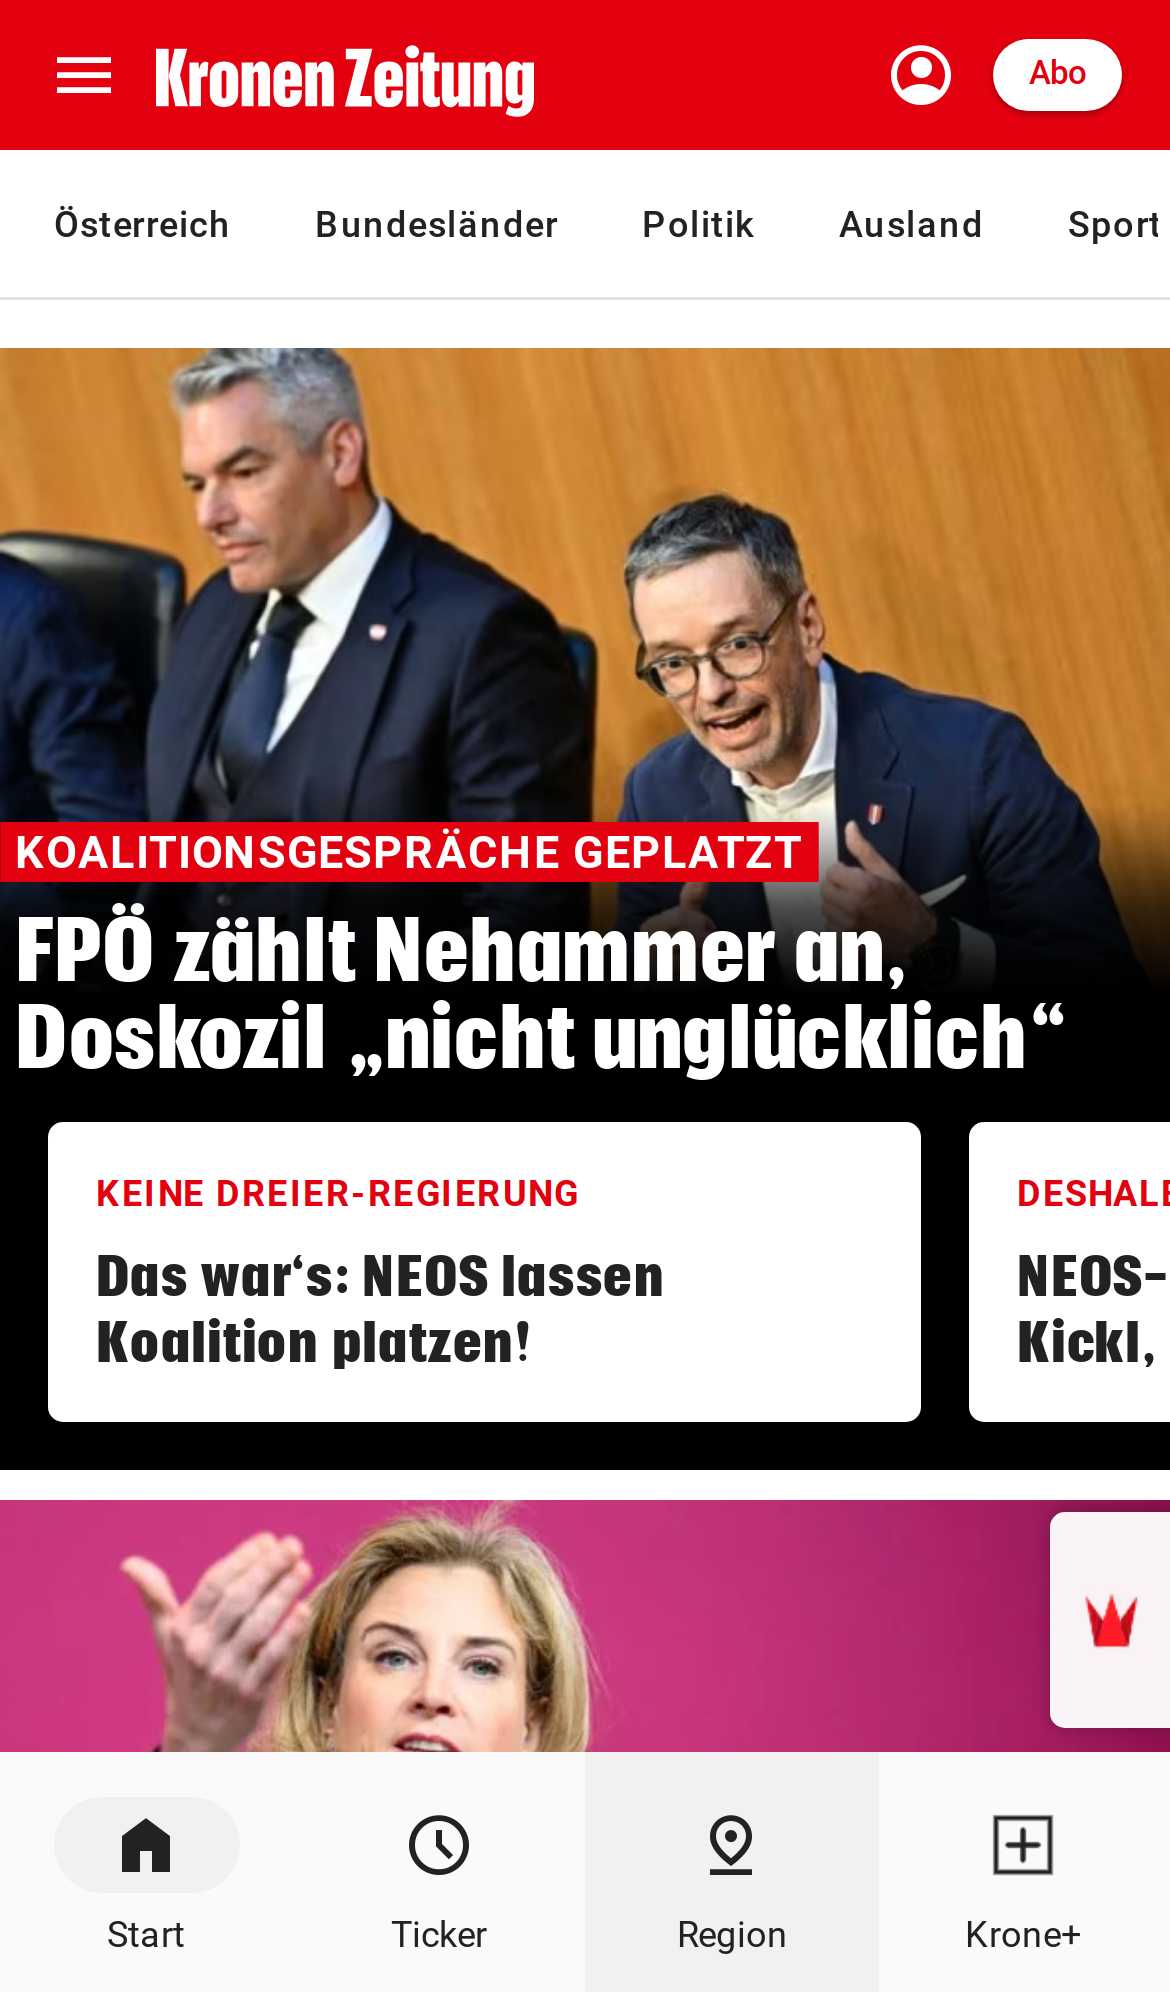 Kronen Zeitung
Abo
Österreich Bundesländer Politik Ausland Sport
KOALITIONSGESPRÄCHE GEPLATZT
FPÖ zählt Nehammer an,
Doskozil „nicht unglücklich“
KEINE DREIER-REGIERUNG
Das war‘s: NEOS lassen
Koalition platzen!
NEOS-
Kickl,
Start Ticker Region Krone+